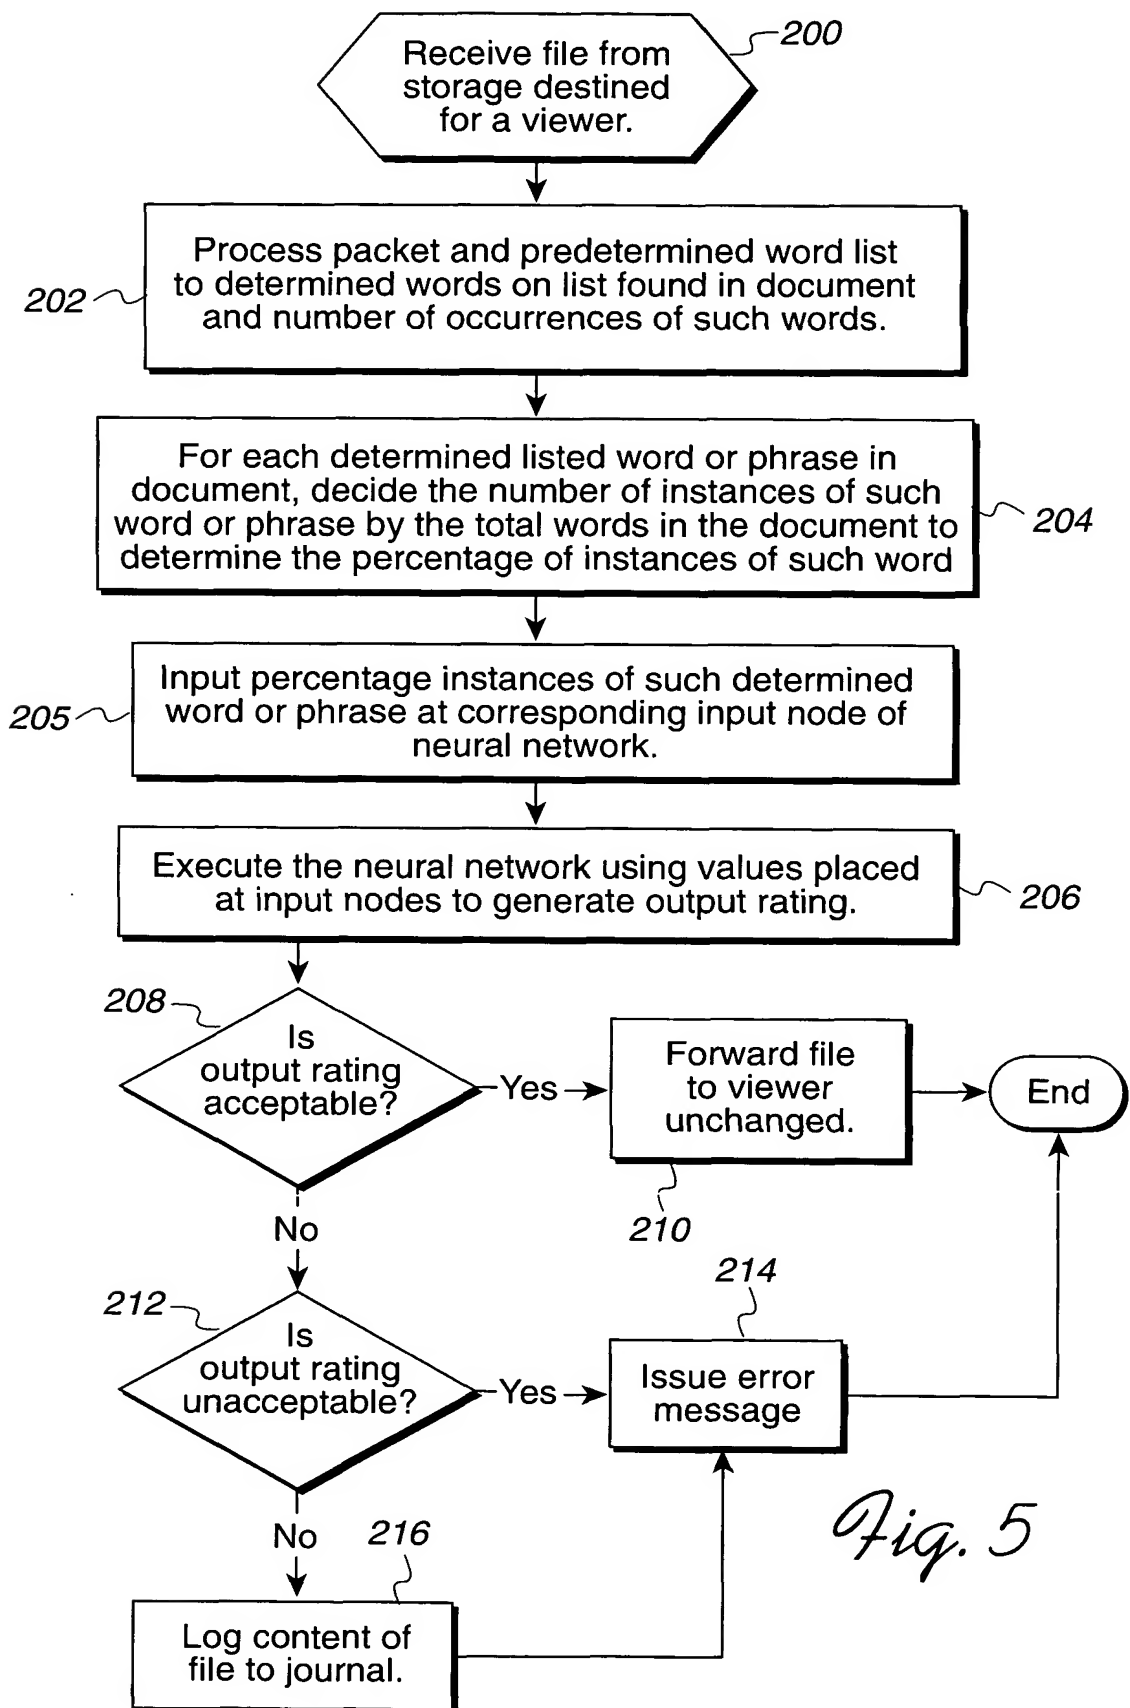 200
Receive file from
storage destined
for a viewer.
202
Process packet and predetermined word list
to determined words on list found in document
and number of occurrences of such words.
For each determined listed word or phrase in
document, decide the number of instances of such
word or phrase by the total words in the document to
determine the percentage of instances of such word
204
205
Input percentage instances of such determined
word or phrase at corresponding input node of
neural network.
Execute the neural network using values placed
at input nodes to generate output rating.
206
208
Is
output rating
acceptable?
Yes
Forward file
to viewer
unchanged.
End
210
No
212
214
Is
output rating
unacceptable?
Yes
Issue error
message
No
216
Log content of
file to journal.
Fig. 5